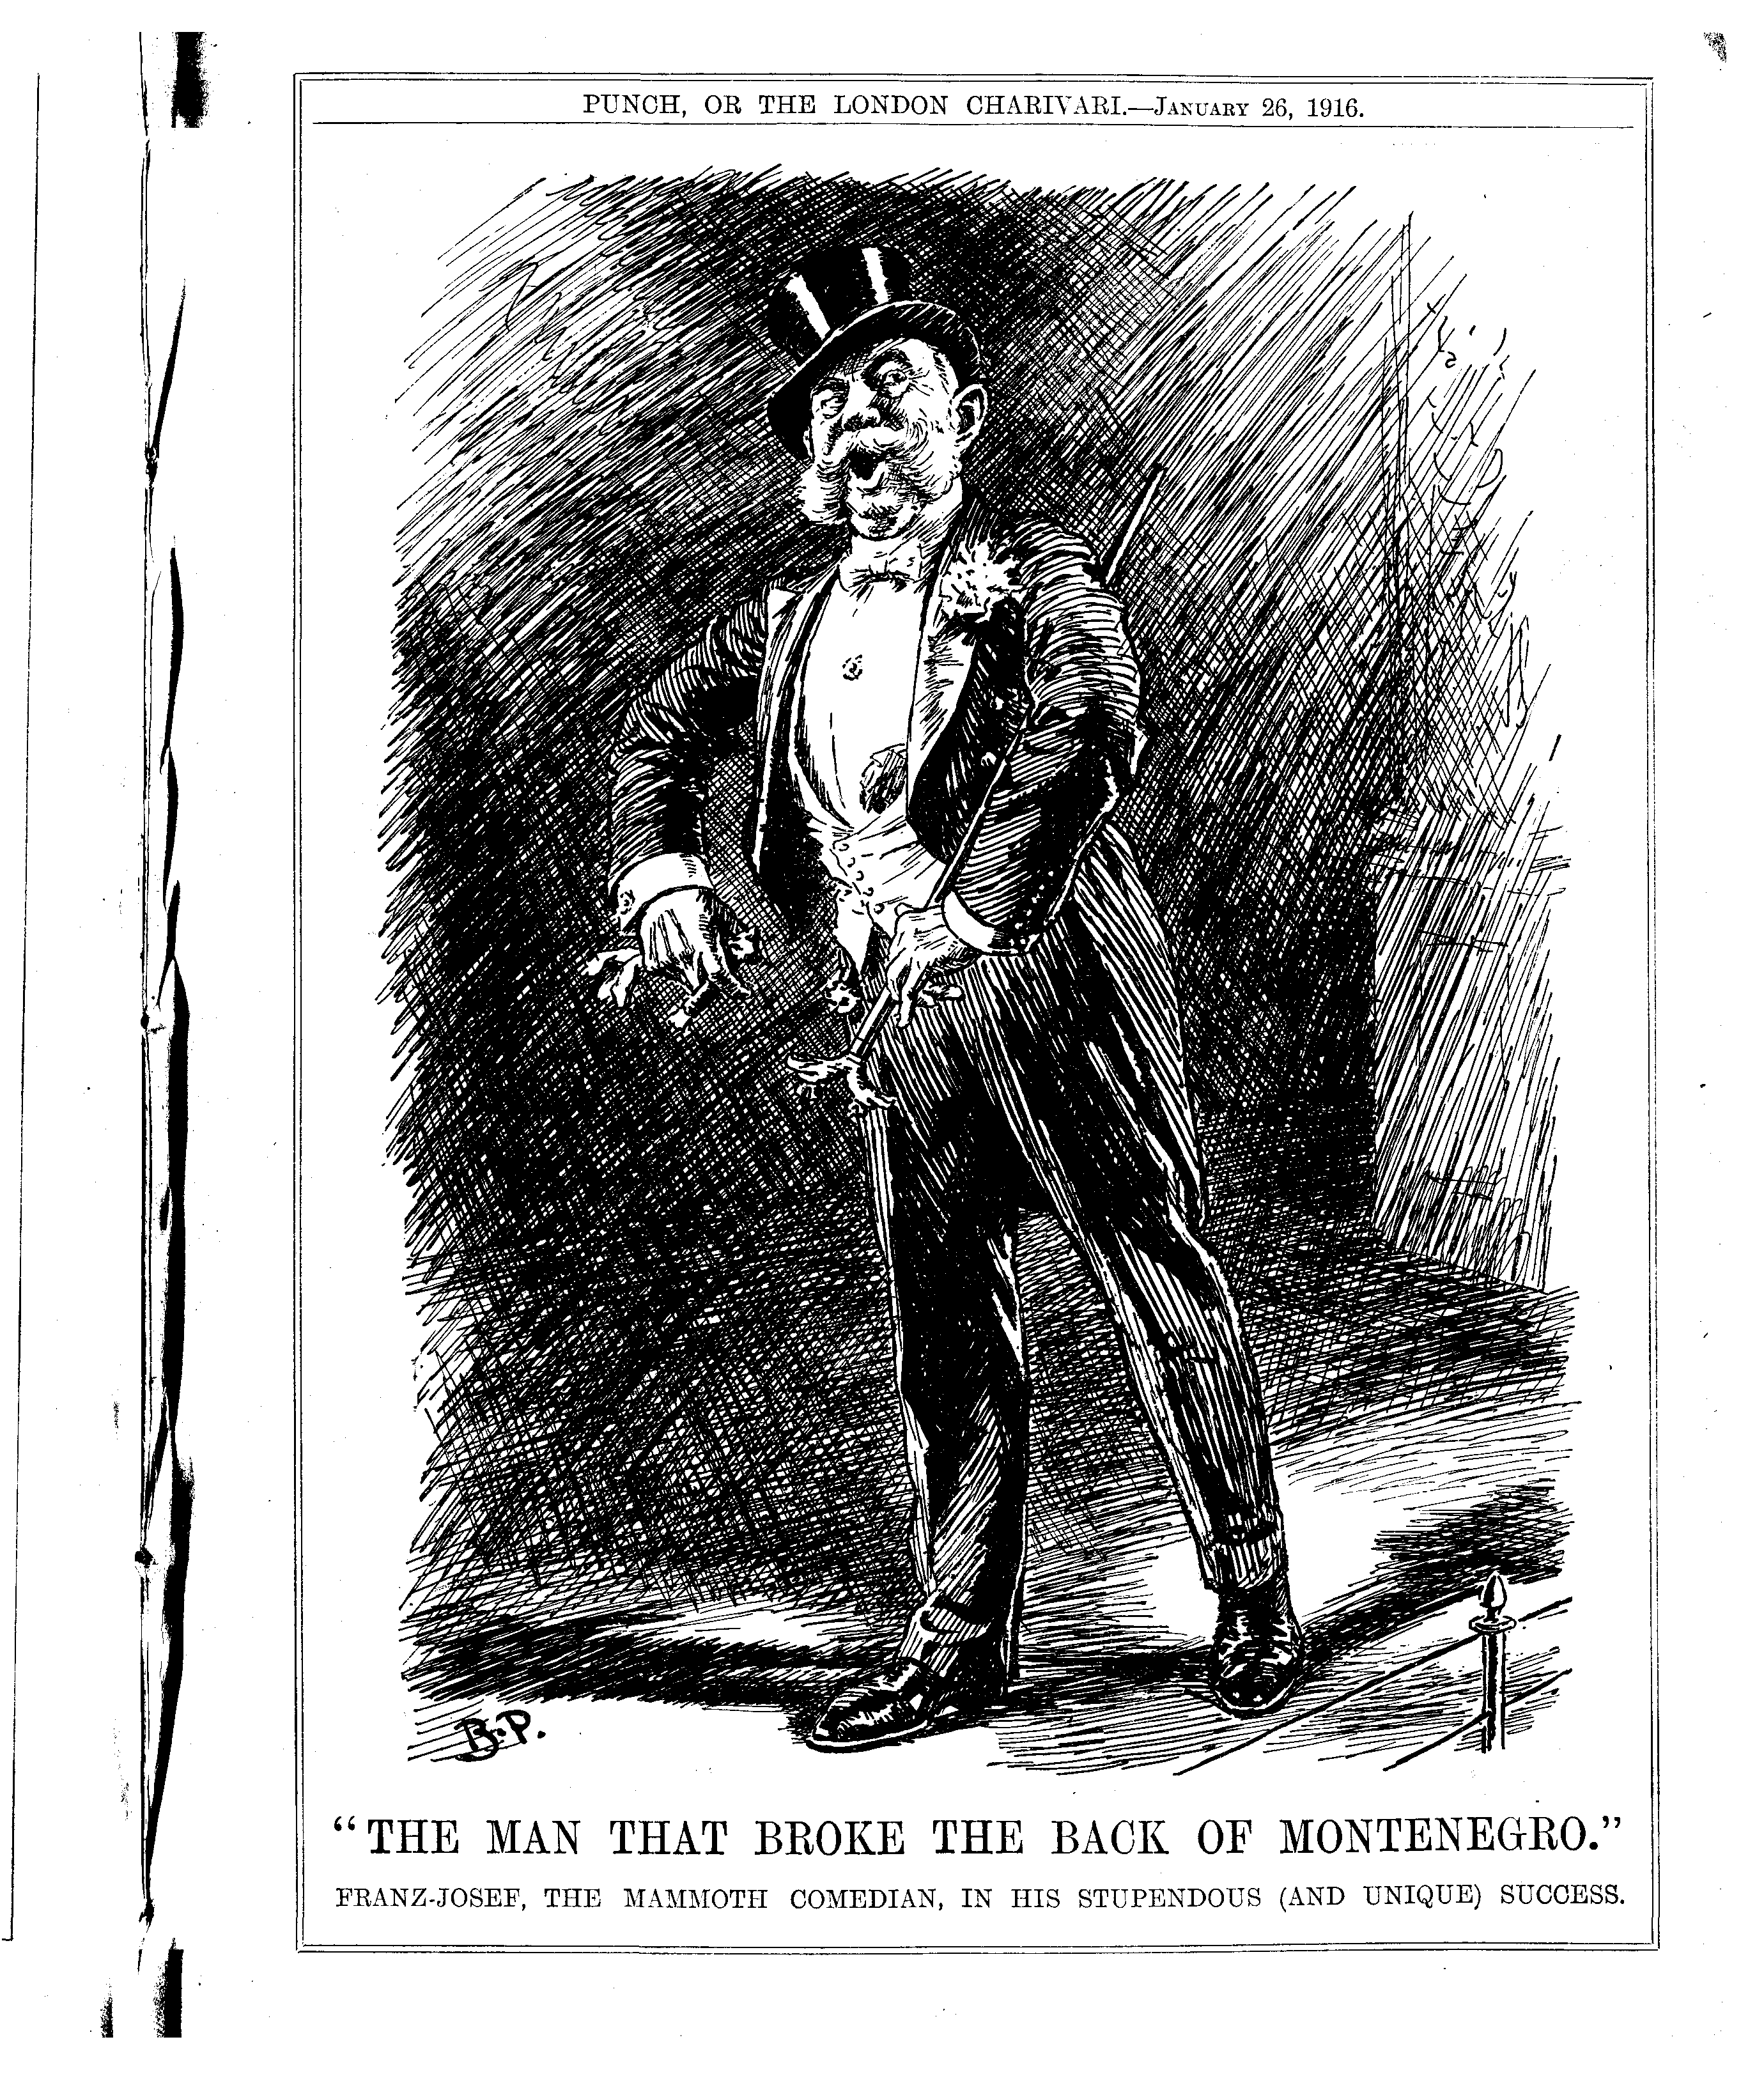 PUNCH, OR THE LONDON CHARIVARI.—JANUARY 26, 1916.
B.P.
"THE MAN THAT BROKE THE BACK OF MONTENEGRO."
FRANZ-JOSEF, THE MAMMOTH COMEDIAN, IN HIS STUPENDOUS (AND UNIQUE) SUCCESS.